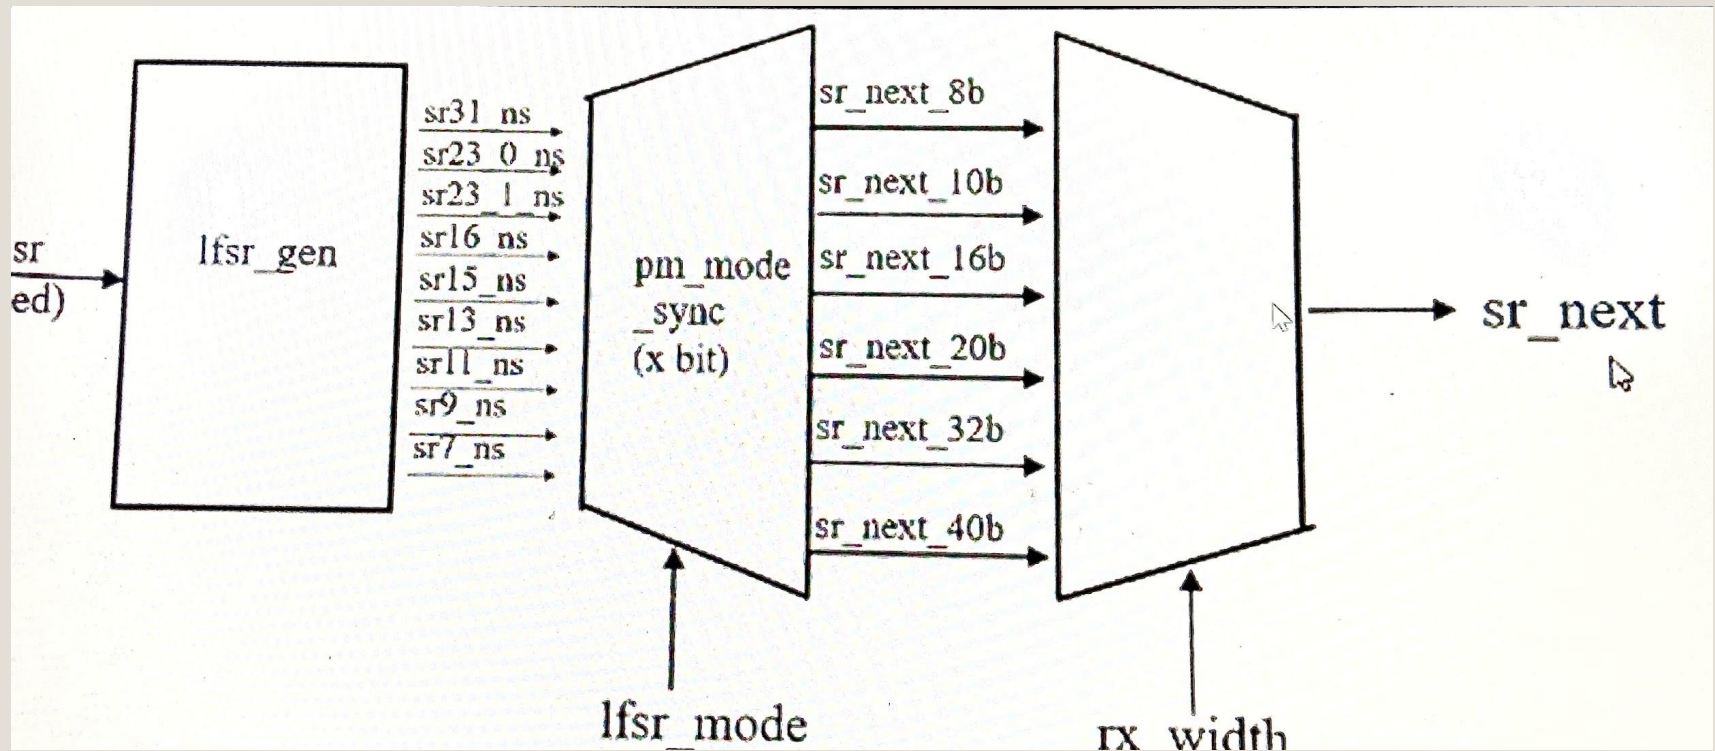 sr
ed)
lfsr_gen
sr31_ns
sr23_0_ns
sr23_1_ns
sr16_ns
sr15_ns
sr13_ns
sr11_ns
sr9_ns
sr7_ns
pm_mode
_sync
(x bit)
lfsr_mode
sr_next_8b
sr_next_10b
sr_next_16b
sr_next_20b
sr_next_32b
sr_next_40b
rx_width
sr_next